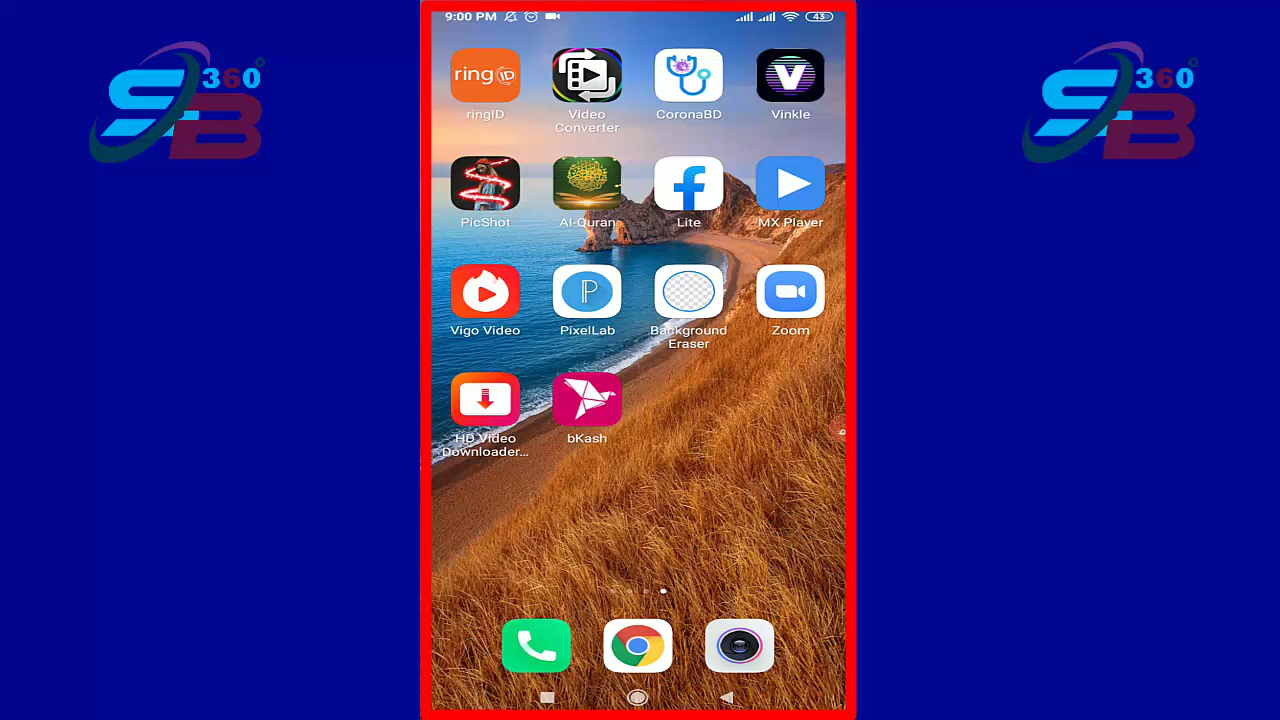 9:00 PM
43
360°
SB
360°
SB
ring iD
V
ringID
Video
Converter
CoronaBD
Vinkle
PicShot
Al-Quran
Lite
MX Player
P
Vigo Video
PixelLab
Background
Eraser
Zoom
HD Video
Downloader...
bKash